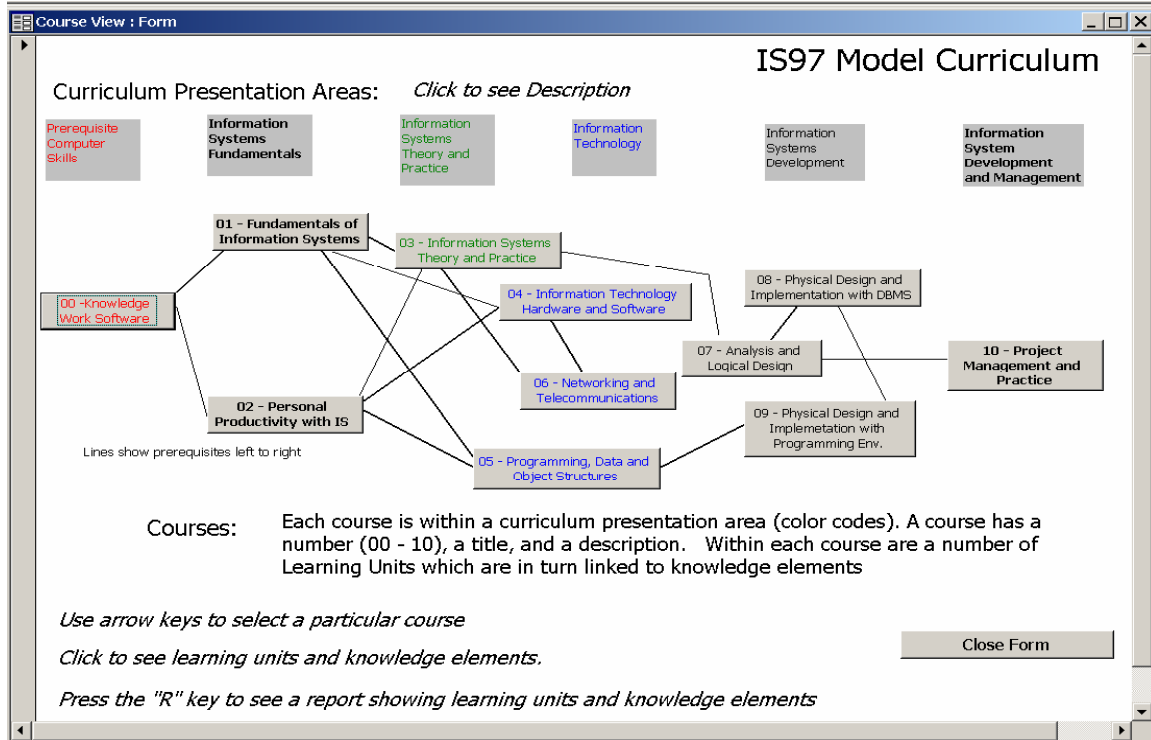 Course View : Form
IS97 Model Curriculum
Curriculum Presentation Areas:
Click to see Description
Prerequisite
Computer
Skills
Information
Systems
Fundamentals
Information
Systems
Theory and
Practice
Information
Technology
Information
Systems
Development
Information
System
Development
and Management
01 - Fundamentals of
Information Systems
03 - Information Systems
Theory and Practice
08 - Physical Design and
Implementation with DBMS
00 -Knowledge
Work Software
04 - Information Technology
Hardware and Software
07 - Analysis and
Logical Design
10 - Project
Management and
Practice
06 - Networking and
Telecommunications
02 - Personal
Productivity with IS
09 - Physical Design and
Implemetation with
Programming Env.
Lines show prerequisites left to right
05 - Programming, Data and
Object Structures
Courses:
Each course is within a curriculum presentation area (color codes). A course has a
number (00 - 10), a title, and a description.   Within each course are a number of
Learning Units which are in turn linked to knowledge elements
Use arrow keys to select a particular course
Close Form
Click to see learning units and knowledge elements.
Press the "R" key to see a report showing learning units and knowledge elements